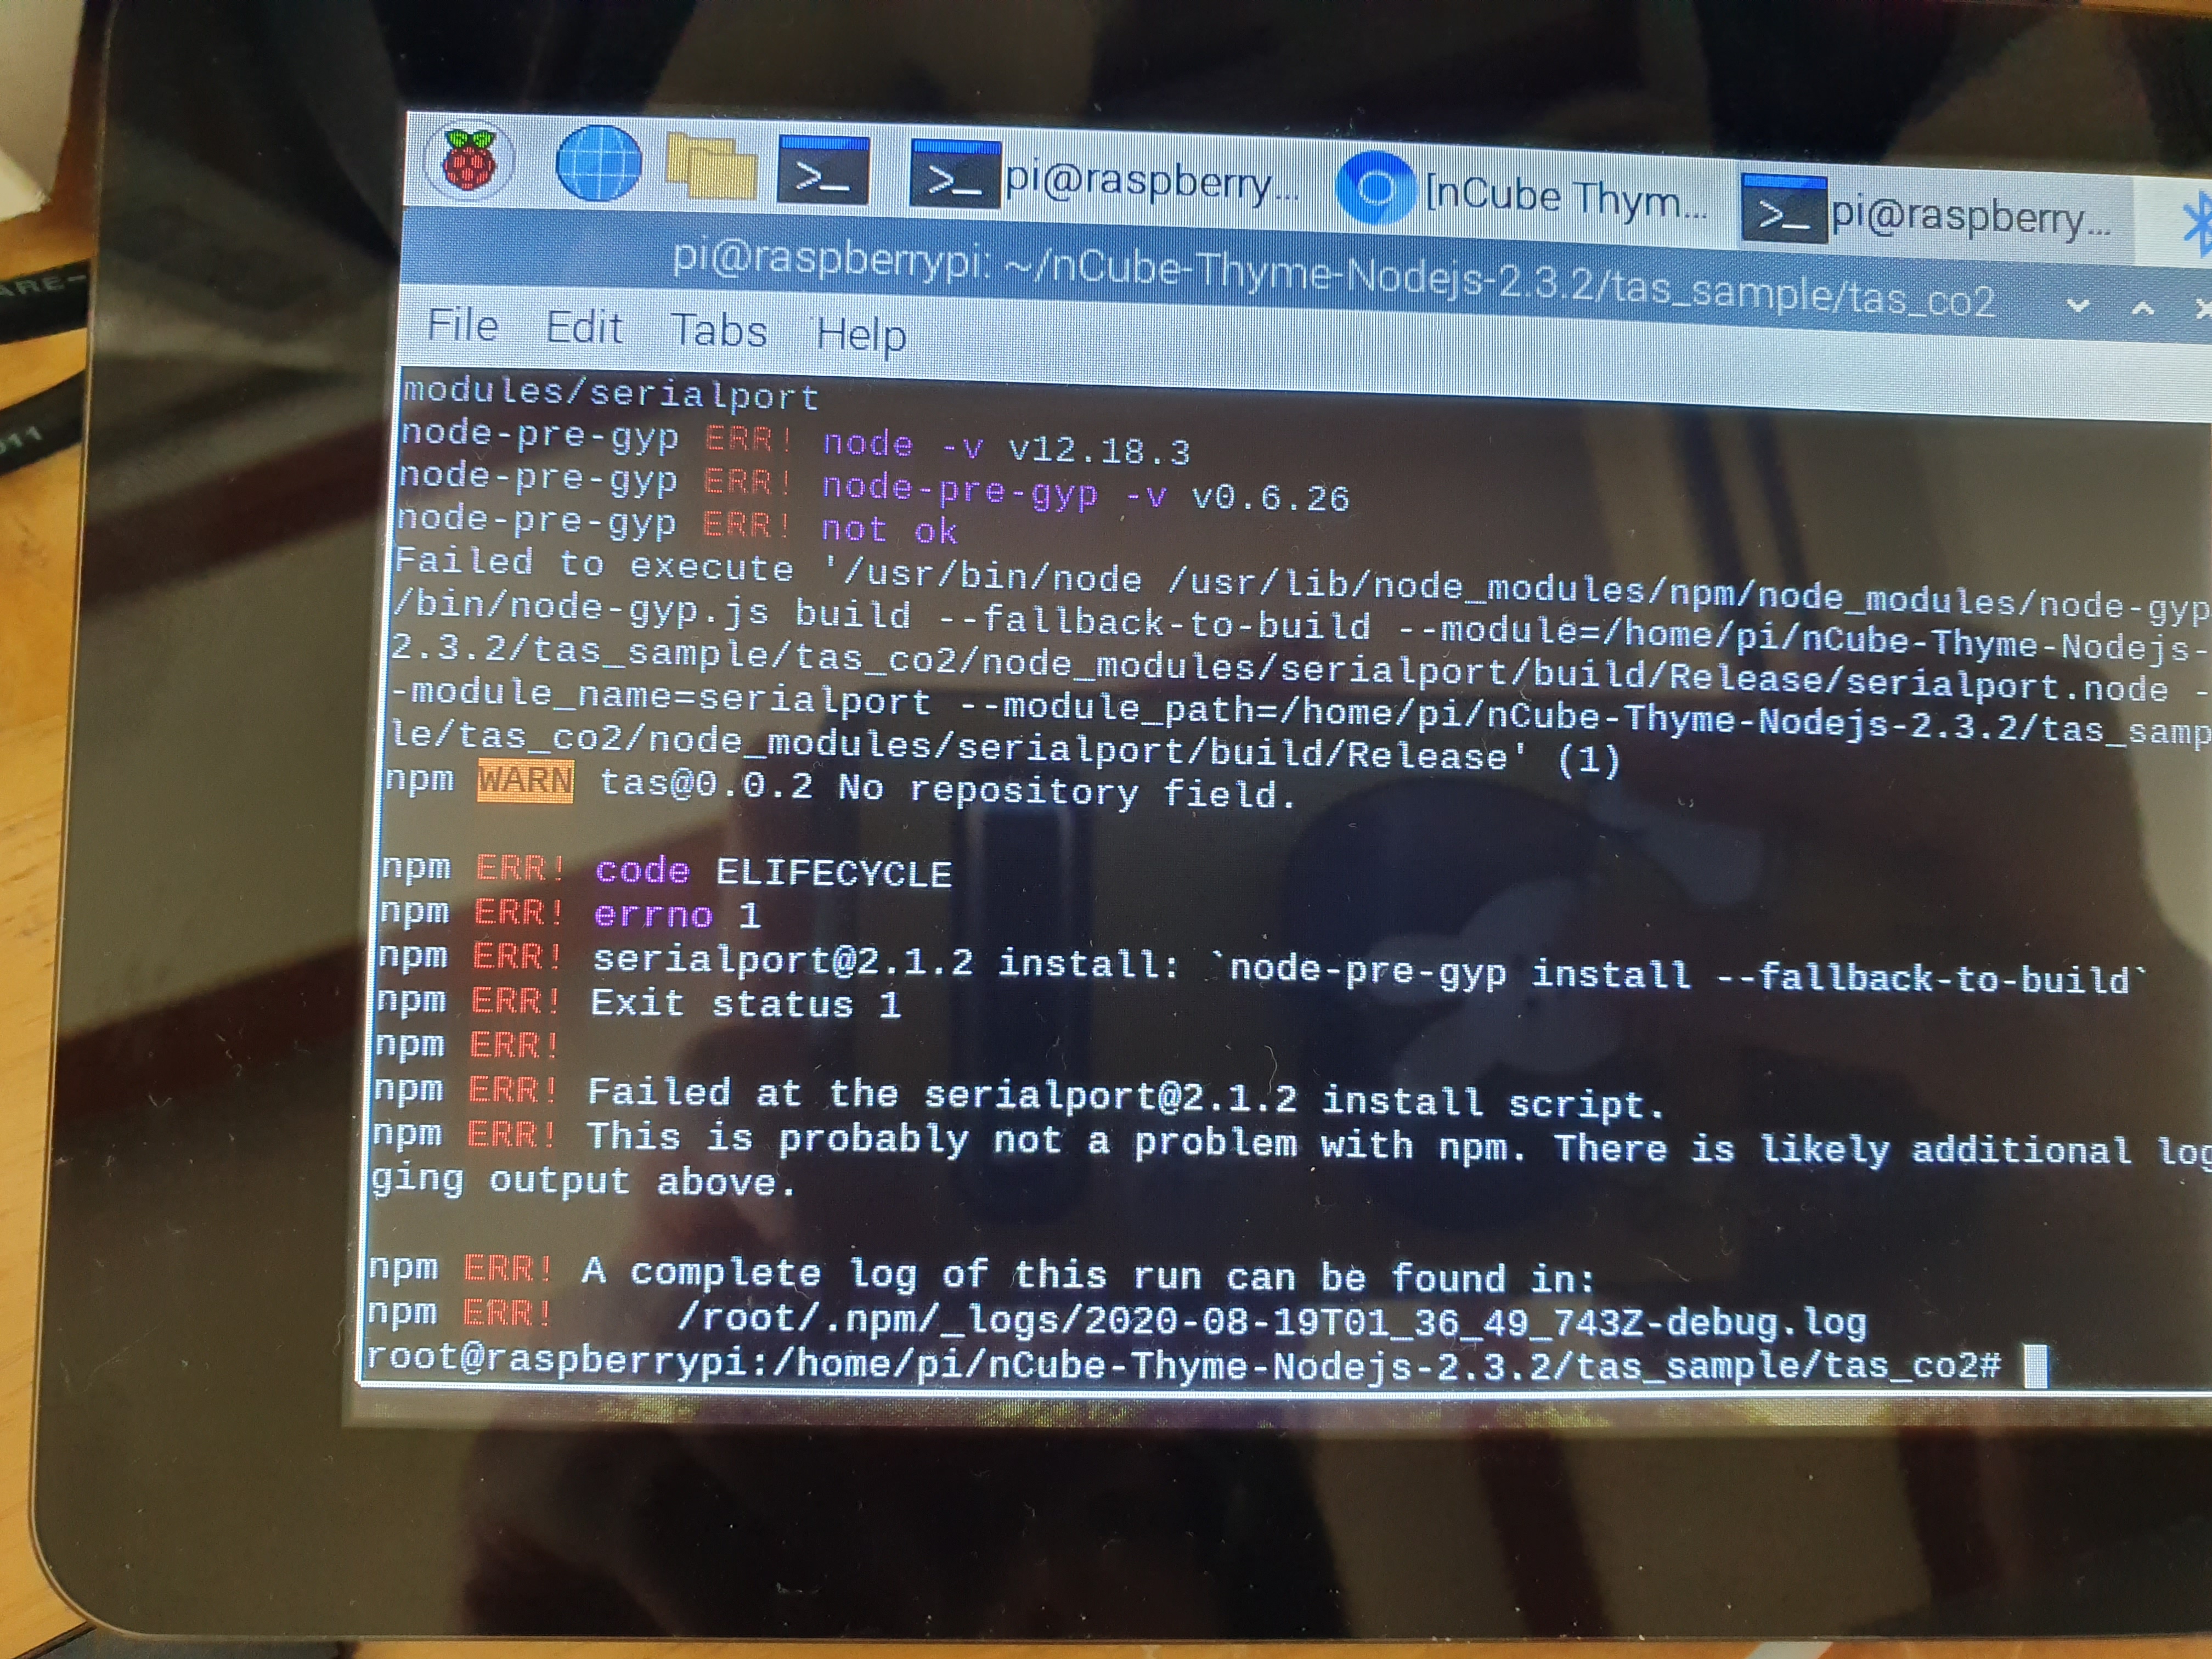 pi@raspberry...
[nCube Thym...
pi@raspberry...
pi@raspberrypi: ~/nCube-Thyme-Nodejs-2.3.2/tas_sample/tas_co2
File Edit Tabs Help
modules/serialport
node-pre-gyp ERR! node -v v12.18.3
node-pre-gyp ERR! node-pre-gyp -v v0.6.26
node-pre-gyp ERR! not ok
Failed to execute '/usr/bin/node /usr/lib/node_modules/npm/node_modules/node-gyp
/bin/node-gyp.js build --fallback-to-build --module=/home/pi/nCube-Thyme-Nodejs-
2.3.2/tas_sample/tas_co2/node_modules/serialport/build/Release/serialport.node -
-module_name=serialport --module_path=/home/pi/nCube-Thyme-Nodejs-2.3.2/tas_samp
le/tas_co2/node_modules/serialport/build/Release' (1)
npm WARN tas@0.0.2 No repository field.
npm ERR! code ELIFECYCLE
npm ERR! errno 1
npm ERR! serialport@2.1.2 install: `node-pre-gyp install --fallback-to-build`
npm ERR! Exit status 1
npm ERR!
npm ERR! Failed at the serialport@2.1.2 install script.
npm ERR! This is probably not a problem with npm. There is likely additional log
ging output above.
npm ERR! A complete log of this run can be found in:
npm ERR! /root/.npm/_logs/2020-08-19T01_36_49_743Z-debug.log
root@raspberrypi:/home/pi/nCube-Thyme-Nodejs-2.3.2/tas_sample/tas_co2#